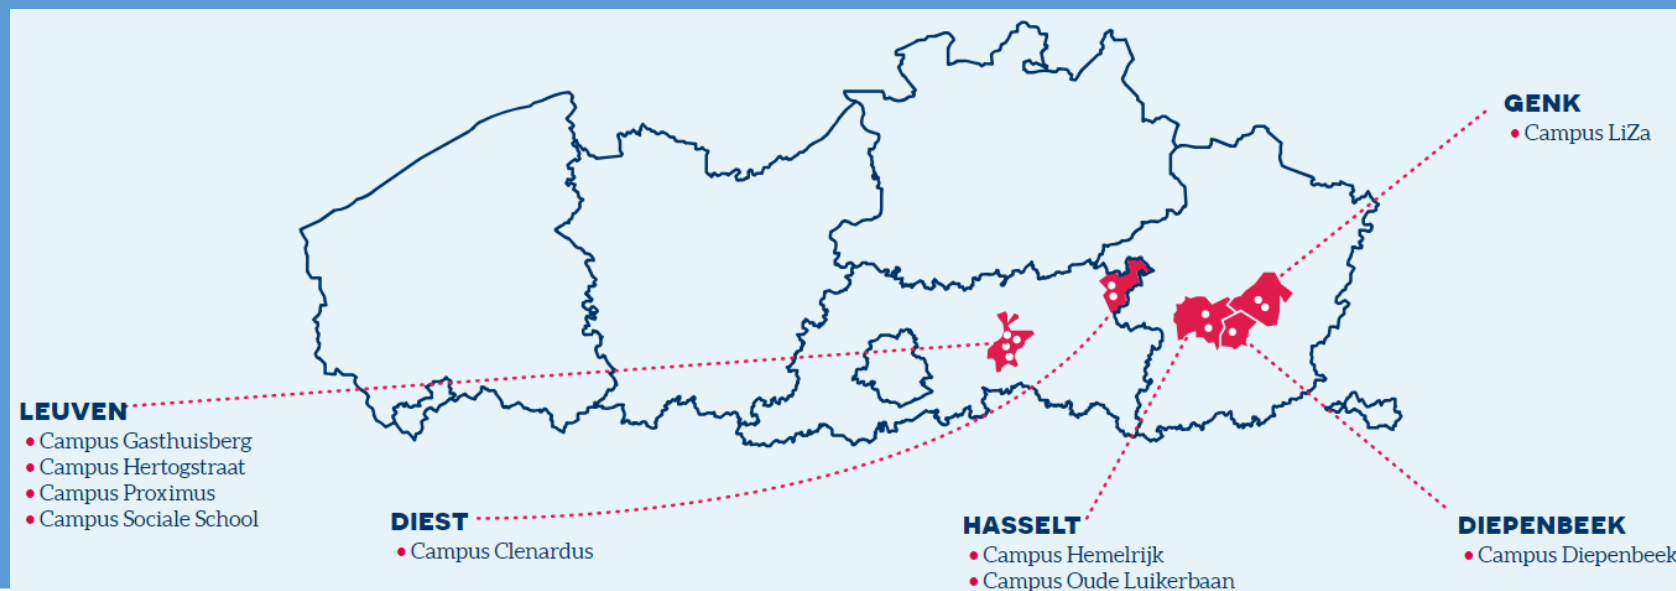 GENK
• Campus LiZa
LEUVEN
• Campus Gasthuisberg
• Campus Hertogstraat
• Campus Proximus
• Campus Sociale School
DIEST
• Campus Clenardus
HASSELT
• Campus Hemelrijk
• Campus Oude Luikerbaan
DIEPENBEEK
• Campus Diepenbeek